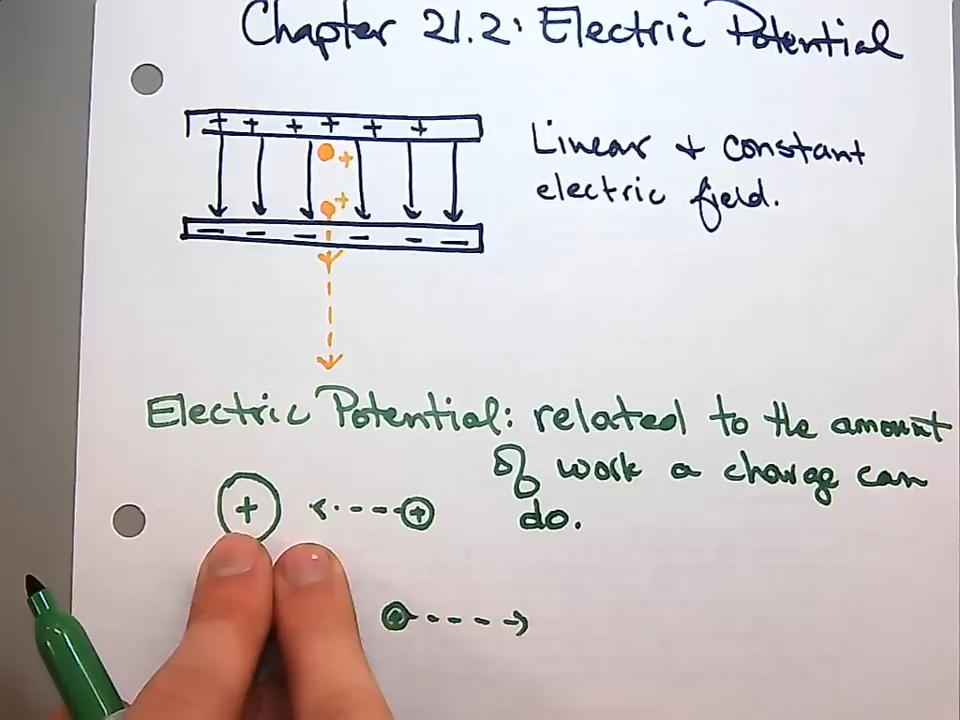 Chapter 21.2: Electric Potential
+ + + + + +
Linear + constant
electric field.
+
+
- - - - - -
Electric Potential: related to the amount
of work a charge can
do.
+ +